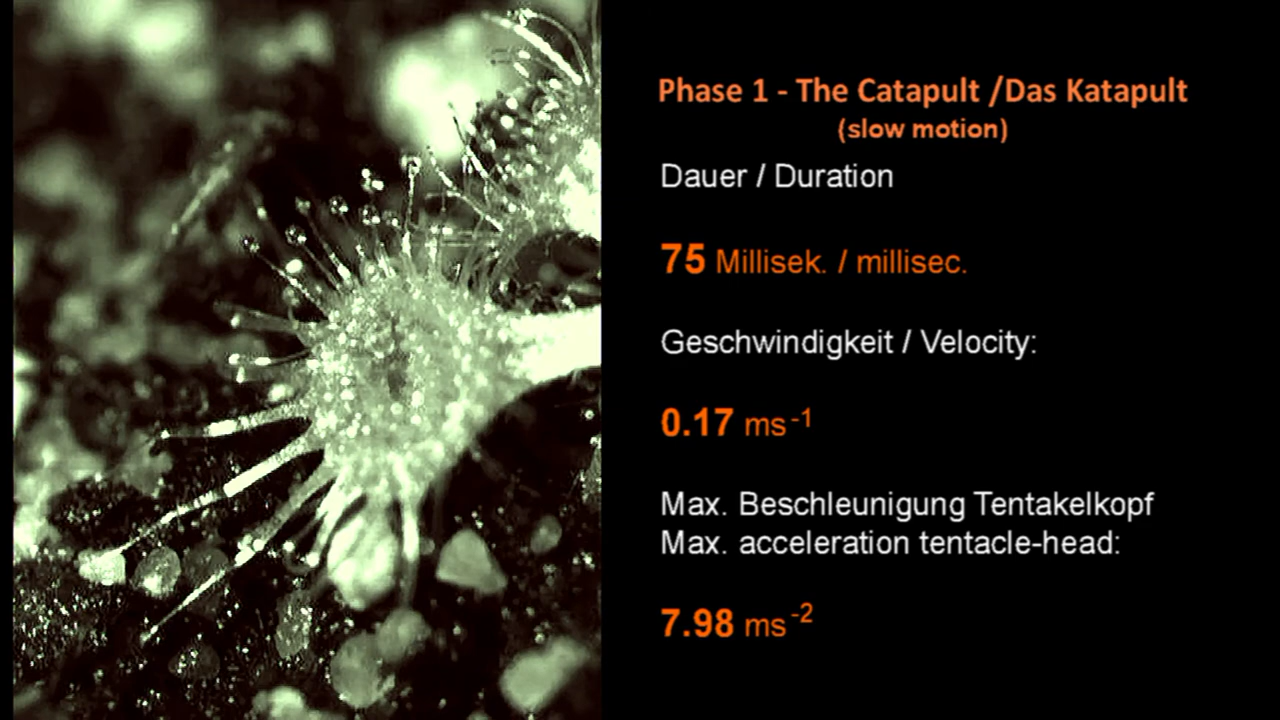 Phase 1 - The Catapult /Das Katapult
(slow motion)
Dauer / Duration
75 Millisek. / millisec.
Geschwindigkeit / Velocity:
0.17 ms⁻¹
Max. Beschleunigung Tentakelkopf
Max. acceleration tentacle-head:
7.98 ms⁻²